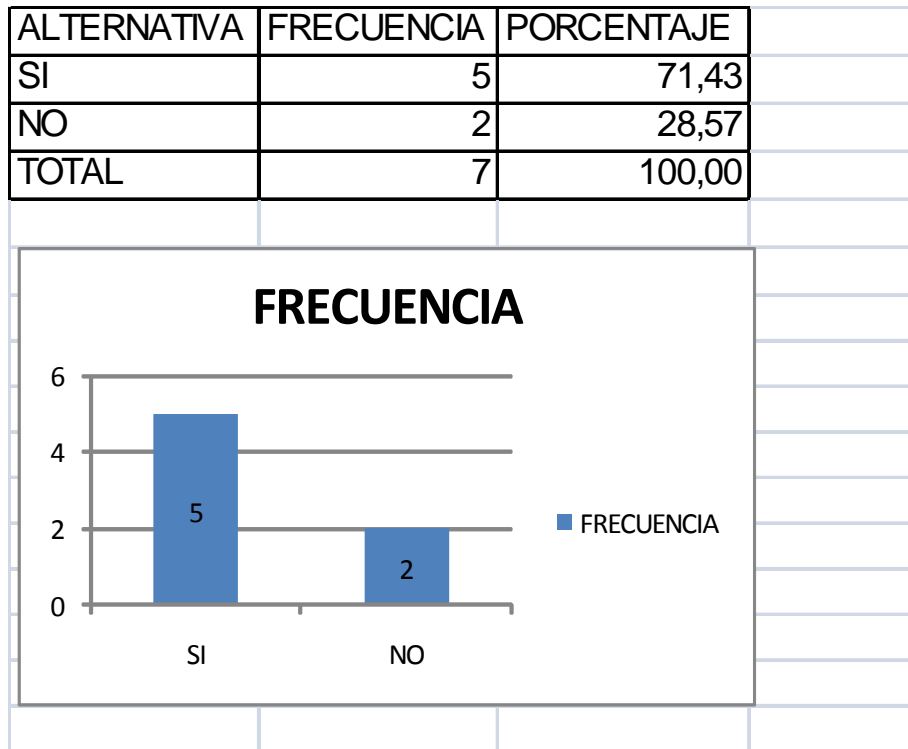 ALTERNATIVA FRECUENCIA PORCENTAJE
SI 5 71,43
NO 2 28,57
TOTAL 7 100,00
FRECUENCIA
6
4
2
0
5
2
SI NO
FRECUENCIA